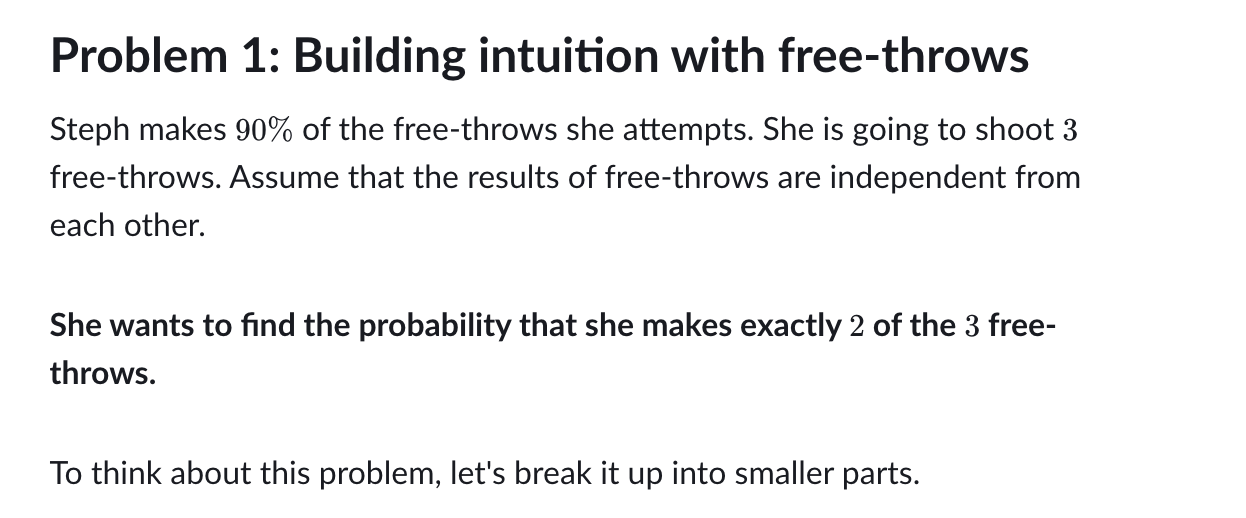 Problem 1: Building intuition with free-throws
Steph makes 90% of the free-throws she attempts. She is going to shoot 3
free-throws. Assume that the results of free-throws are independent from
each other.
She wants to find the probability that she makes exactly 2 of the 3 free-
throws.
To think about this problem, let's break it up into smaller parts.